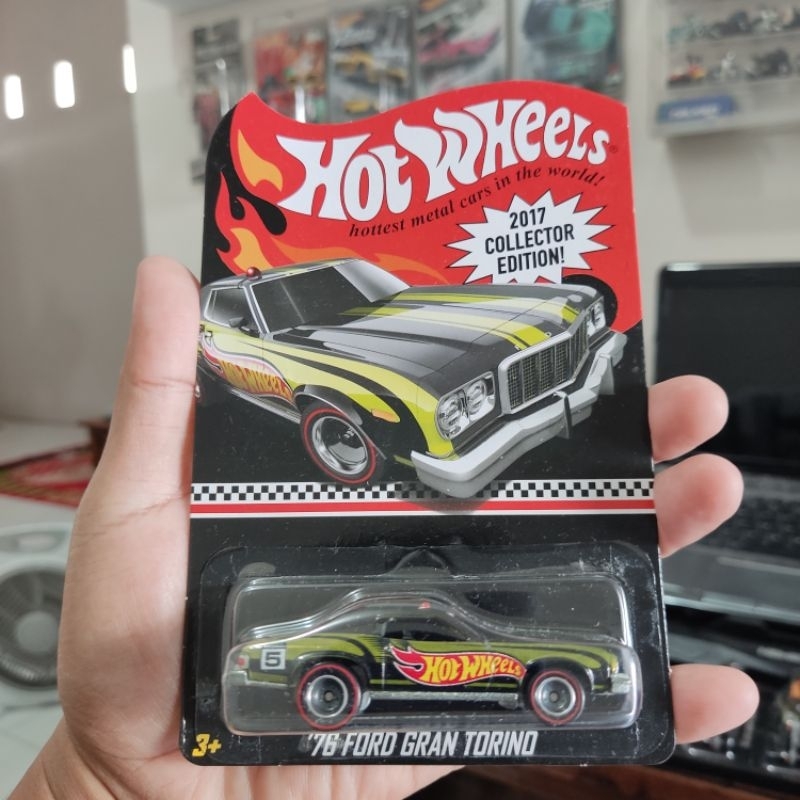 HOT WHEELS®
hottest metal cars in the world!
2017
COLLECTOR
EDITION!
HOT WHEELS
5
HOT WHEELS
3+
'76 FORD GRAN TORINO